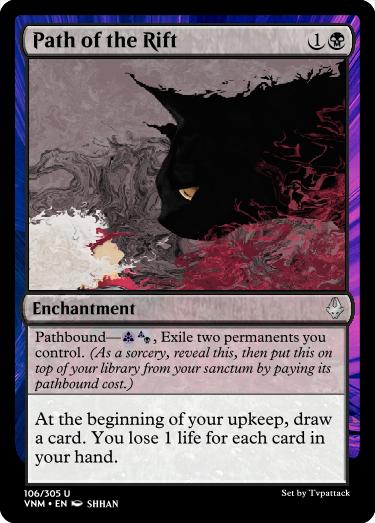 Path of the Rift 1
Enchantment
Pathbound—, Exile two permanents you
control. (As a sorcery, reveal this, then put this on
top of your library from your sanctum by paying its
pathbound cost.)
At the beginning of your upkeep, draw
a card. You lose 1 life for each card in
your hand.
106/305 U
VNM • EN SHHAN
Set by Tvpattack